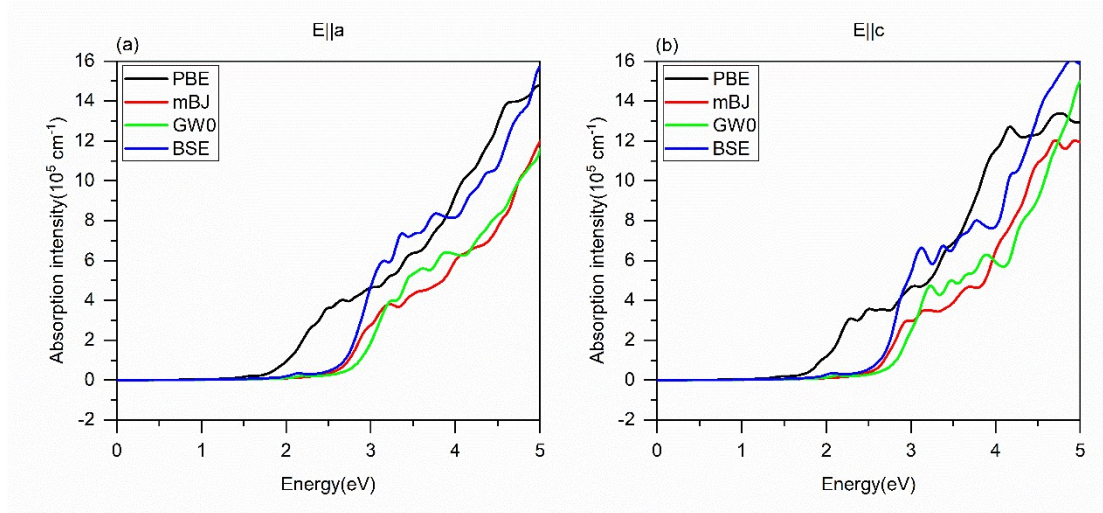 E||a
(a)
PBE
mBJ
GW0
BSE
16
14
12
10
8
6
4
2
0
-2
Absorption intensity(10⁵ cm⁻¹)
0 1 2 3 4 5
Energy(eV)
E||c
(b)
PBE
mBJ
GW0
BSE
16
14
12
10
8
6
4
2
0
-2
Absorption intensity(10⁵ cm⁻¹)
0 1 2 3 4 5
Energy(eV)